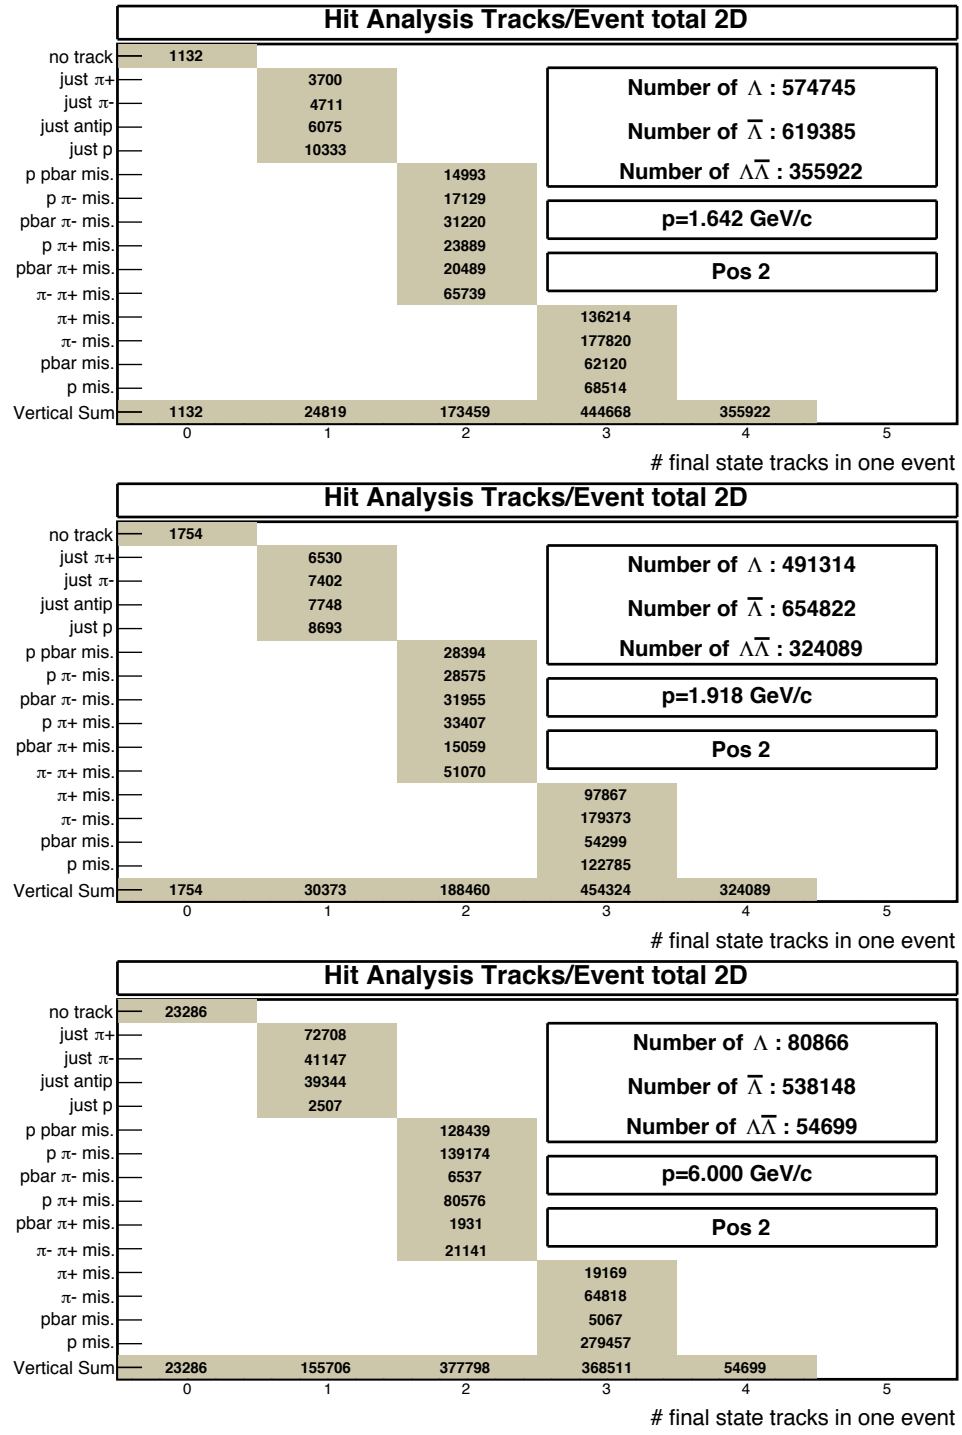 Hit Analysis Tracks/Event total 2D
no track 1132
just π+ 3700
just π- 4711
just antip 6075
just p 10333
p pbar mis. 14993
p π- mis. 17129
pbar π- mis. 31220
p π+ mis. 23889
pbar π+ mis. 20489
π- π+ mis. 65739
π+ mis. 136214
π- mis. 177820
pbar mis. 62120
p mis. 68514
Vertical Sum 1132 24819 173459 444668 355922
0 1 2 3 4 5
# final state tracks in one event
Number of Λ : 574745
Number of Λ̅ : 619385
Number of ΛΛ̅ : 355922
p=1.642 GeV/c
Pos 2
Hit Analysis Tracks/Event total 2D
no track 1754
just π+ 6530
just π- 7402
just antip 7748
just p 8693
p pbar mis. 28394
p π- mis. 28575
pbar π- mis. 31955
p π+ mis. 33407
pbar π+ mis. 15059
π- π+ mis. 51070
π+ mis. 97867
π- mis. 179373
pbar mis. 54299
p mis. 122785
Vertical Sum 1754 30373 188460 454324 324089
0 1 2 3 4 5
# final state tracks in one event
Number of Λ : 491314
Number of Λ̅ : 654822
Number of ΛΛ̅ : 324089
p=1.918 GeV/c
Pos 2
Hit Analysis Tracks/Event total 2D
no track 23286
just π+ 72708
just π- 41147
just antip 39344
just p 2507
p pbar mis. 128439
p π- mis. 139174
pbar π- mis. 6537
p π+ mis. 80576
pbar π+ mis. 1931
π- π+ mis. 21141
π+ mis. 19169
π- mis. 64818
pbar mis. 5067
p mis. 279457
Vertical Sum 23286 155706 377798 368511 54699
0 1 2 3 4 5
# final state tracks in one event
Number of Λ : 80866
Number of Λ̅ : 538148
Number of ΛΛ̅ : 54699
p=6.000 GeV/c
Pos 2